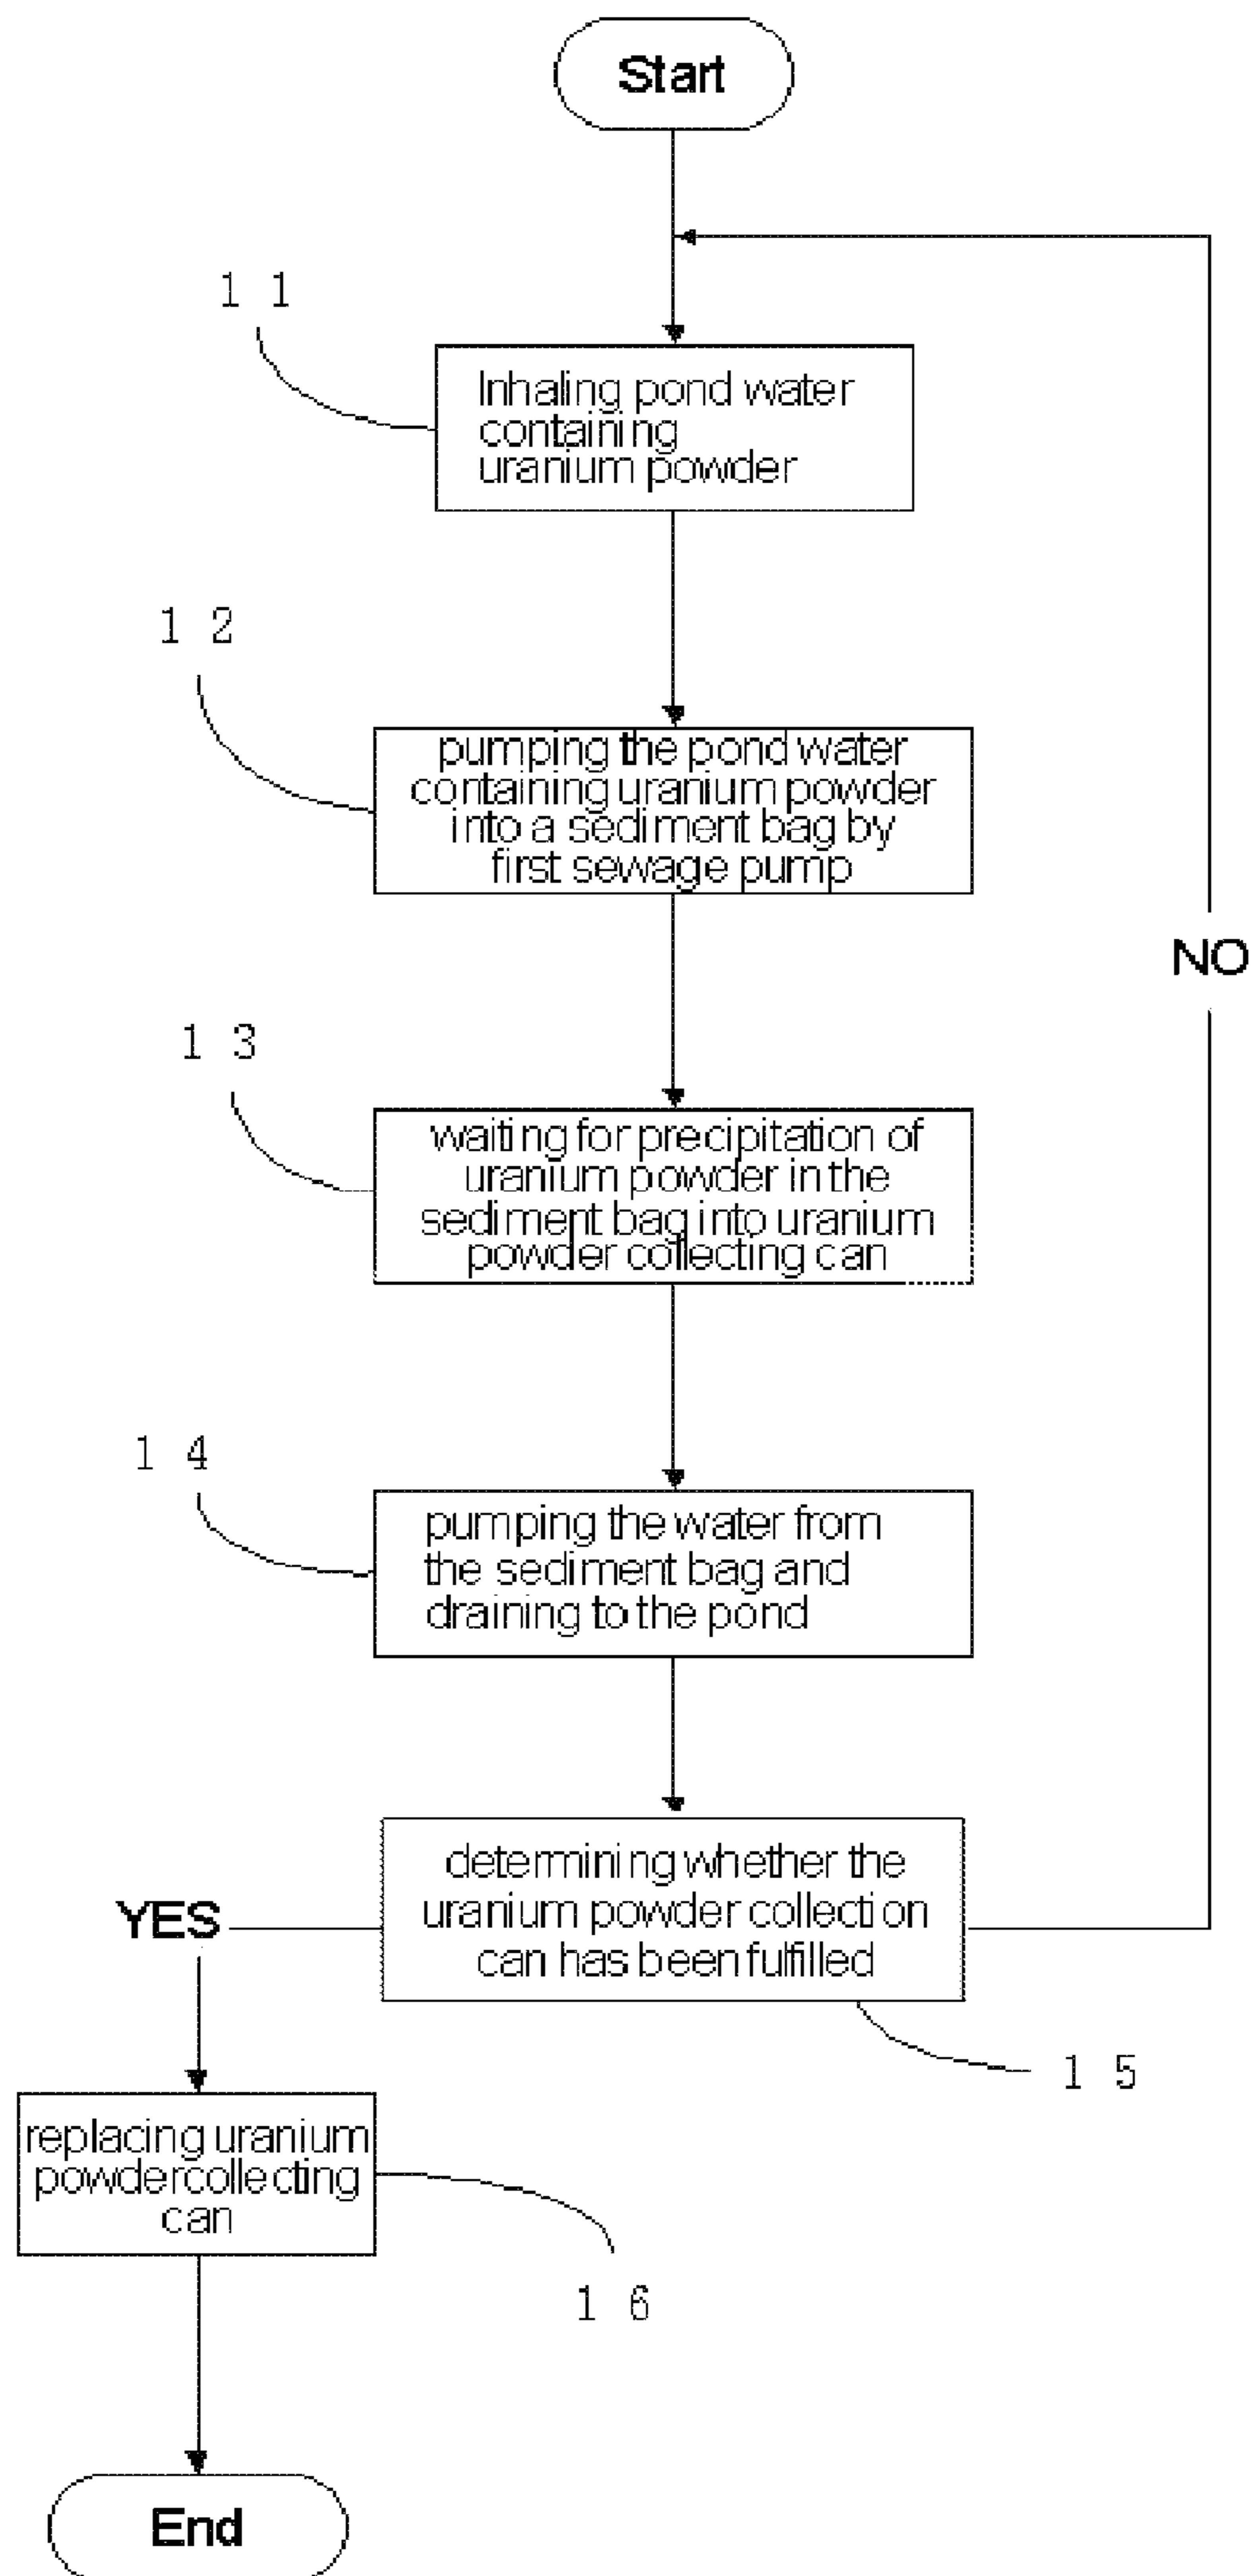 Start
1 1
Inhaling pond water
containing
uranium powder
1 2
pumping the pond water
containing uranium powder
into a sediment bag by
first sewage pump
NO
1 3
waiting for precipitation of
uranium powder in the
sediment bag into uranium
powder collecting can
1 4
pumping the water from
the sediment bag and
draining to the pond
determining whether the
uranium powder collection
can has been fulfilled
YES
1 5
replacing uranium
powdercollecting
can
1 6
End